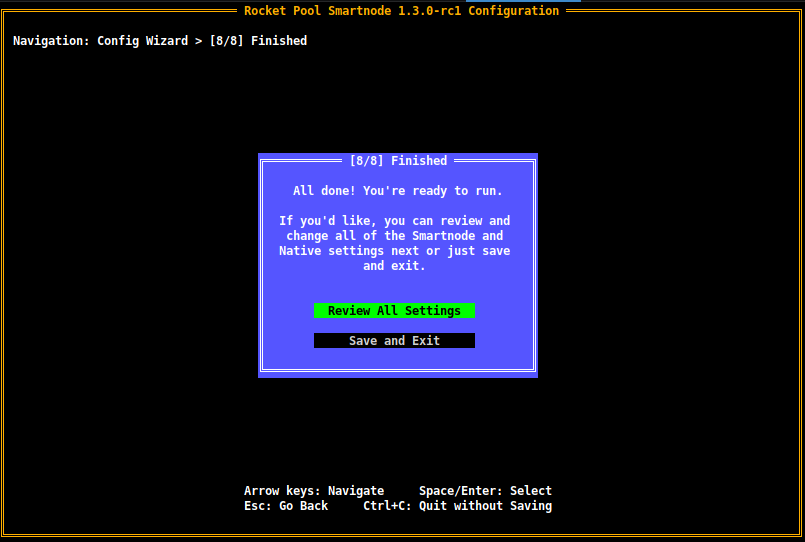 Rocket Pool Smartnode 1.3.0-rc1 Configuration
Navigation: Config Wizard > [8/8] Finished
[8/8] Finished
All done! You're ready to run.
If you'd like, you can review and
change all of the Smartnode and
Native settings next or just save
and exit.
Review All Settings
Save and Exit
Arrow keys: Navigate     Space/Enter: Select
Esc: Go Back     Ctrl+C: Quit without Saving